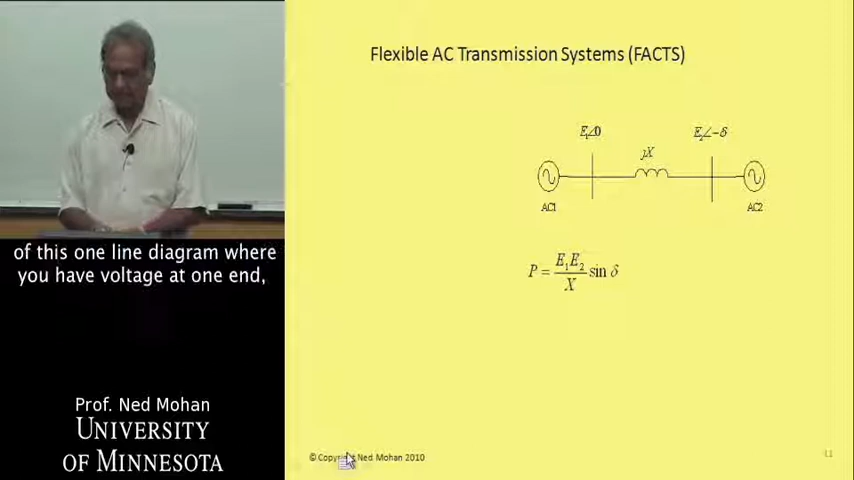 Flexible AC Transmission Systems (FACTS)
E₁∠0
E₂∠−δ
jX
AC1
AC2
P = E₁E₂/X sin δ
of this one line diagram where
you have voltage at one end,
Prof. Ned Mohan
UNIVERSITY
OF MINNESOTA
© Copyright Ned Mohan 2010
11